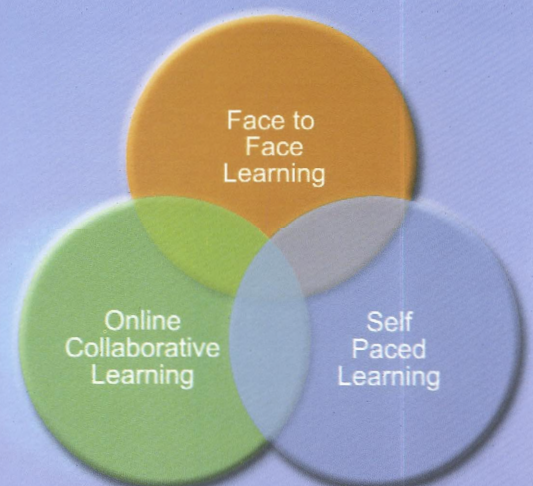 Face to
Face
Learning
Online
Collaborative
Learning
Self
Paced
Learning